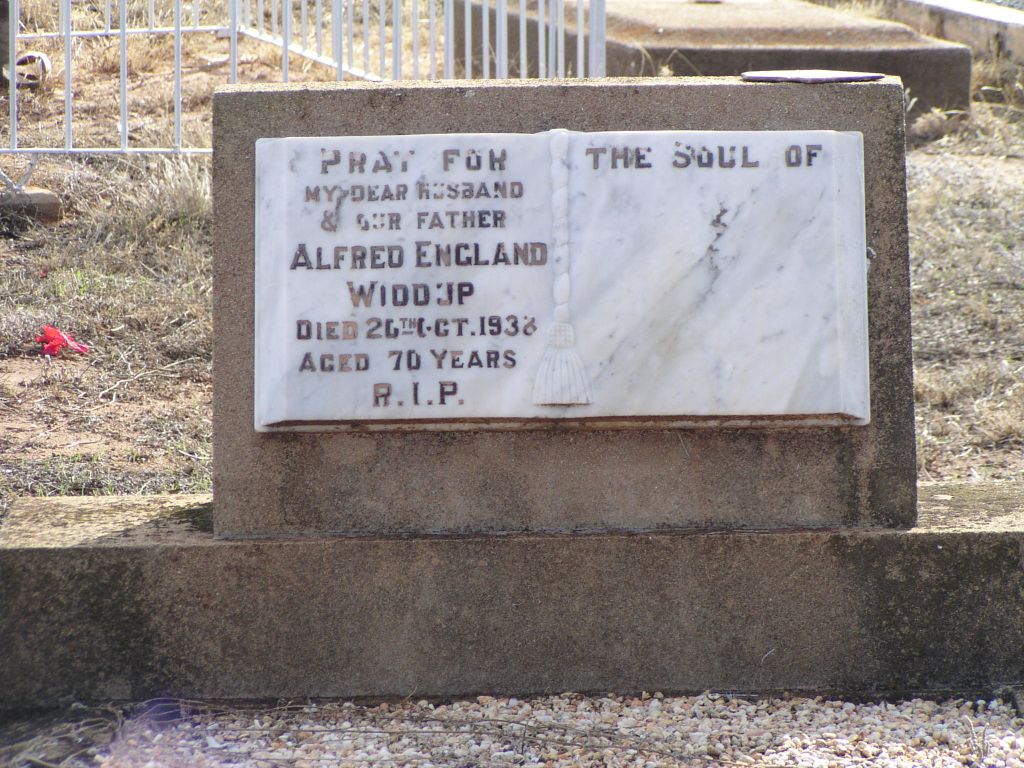 PRAY FOR
MY DEAR HUSBAND
& OUR FATHER
ALFRED ENGLAND
WIDDUP
DIED 26TH OCT. 1938
AGED 70 YEARS
R.I.P.
THE SOUL OF